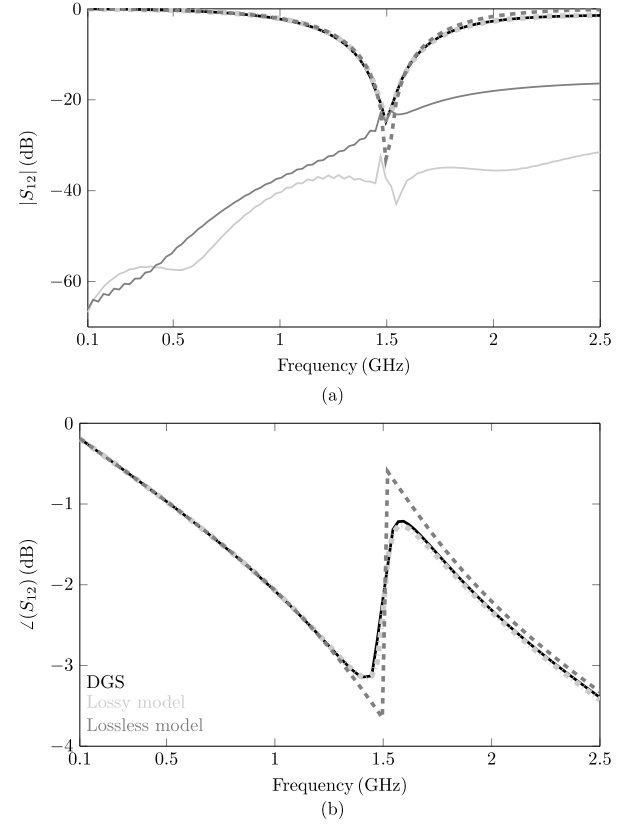 0
−20
−40
−60
|S₁₂| (dB)
0.1 0.5 1 1.5 2 2.5
Frequency (GHz)
(a)
0
−1
−2
−3
−4
∠(S₁₂) (dB)
DGS
Lossy model
Lossless model
0.1 0.5 1 1.5 2 2.5
Frequency (GHz)
(b)